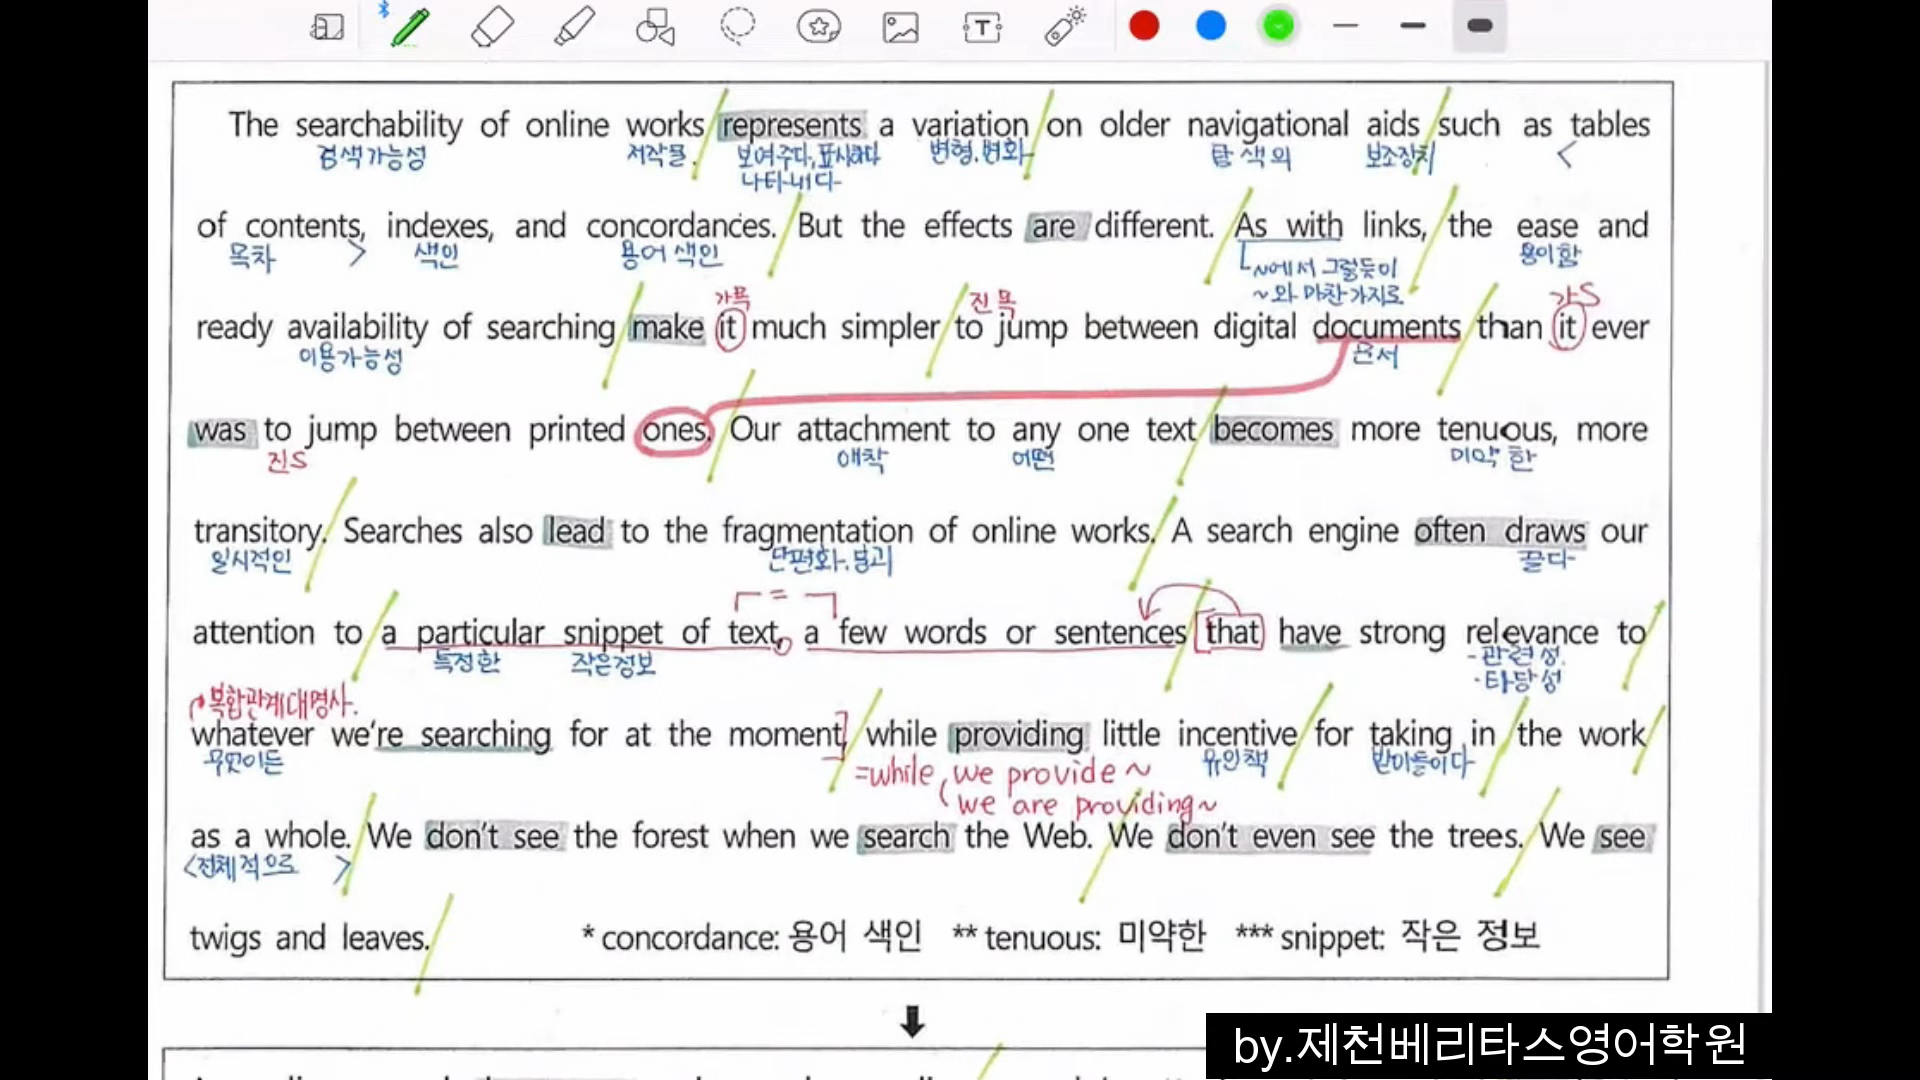 The searchability of online works represents a variation on older navigational aids such as tables
검색가능성 저작물. 보여주다, 표시하다 변형.변화 탐색의 보조장치 <
나타내다
of contents, indexes, and concordances. But the effects are different. As with links, the ease and
목차 > 색인 용어 색인 ~에서 그렇듯이 용이함
~와 마찬가지로
가목 진목 가S
ready availability of searching make it much simpler to jump between digital documents than it ever
이용가능성 문서
was to jump between printed ones. Our attachment to any one text becomes more tenuous, more
진S 애착 어떤 미약한
transitory. Searches also lead to the fragmentation of online works. A search engine often draws our
일시적인 단편화.붕괴 끌다
=
attention to a particular snippet of text, a few words or sentences that have strong relevance to
특정한 작은정보 -관련성.
·타당성
복합관계대명사.
whatever we're searching for at the moment, while providing little incentive for taking in the work
무엇이든 =while, we provide ~ 유인책 받아들이다
( we are providing~
as a whole. We don't see the forest when we search the Web. We don't even see the trees. We see
<전체적으로 >
twigs and leaves. * concordance: 용어 색인 ** tenuous: 미약한 *** snippet: 작은 정보
by.제천베리타스영어학원